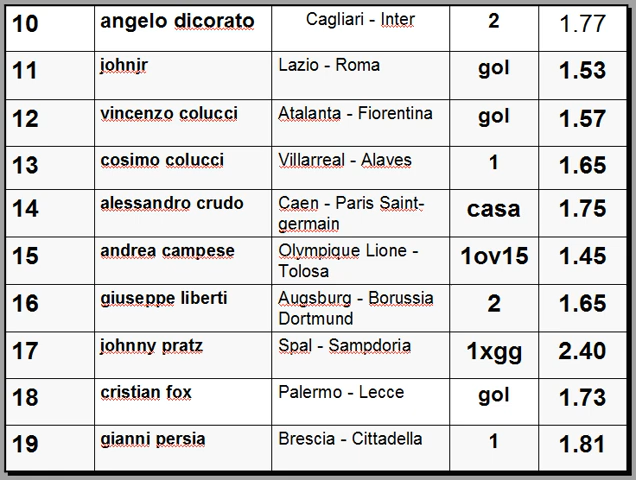 10 angelo dicorato Cagliari - Inter 2 1.77
11 johnjr Lazio - Roma gol 1.53
12 vincenzo colucci Atalanta - Fiorentina gol 1.57
13 cosimo colucci Villarreal - Alaves 1 1.65
14 alessandro crudo Caen - Paris Saint- casa 1.75
germain
15 andrea campese Olympique Lione - 1ov15 1.45
Tolosa
16 giuseppe liberti Augsburg - Borussia 2 1.65
Dortmund
17 johnny pratz Spal - Sampdoria 1xgg 2.40
18 cristian fox Palermo - Lecce gol 1.73
19 gianni persia Brescia - Cittadella 1 1.81